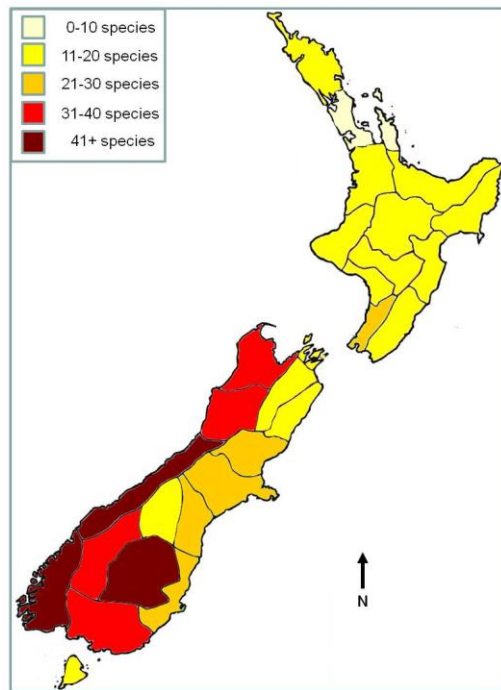 0-10 species
11-20 species
21-30 species
31-40 species
41+ species
N